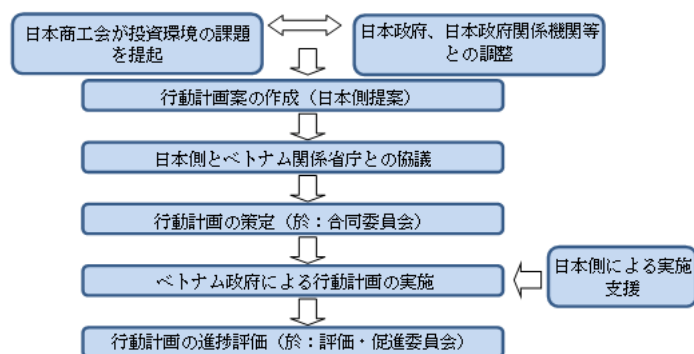 日本商工会が投資環境の課題
を提起
日本政府、日本政府関係機関等
との調整
行動計画案の作成（日本側提案）
日本側とベトナム関係省庁との協議
行動計画の策定（於：合同委員会）
ベトナム政府による行動計画の実施
日本側による実施
支援
行動計画の進捗評価（於：評価・促進委員会）